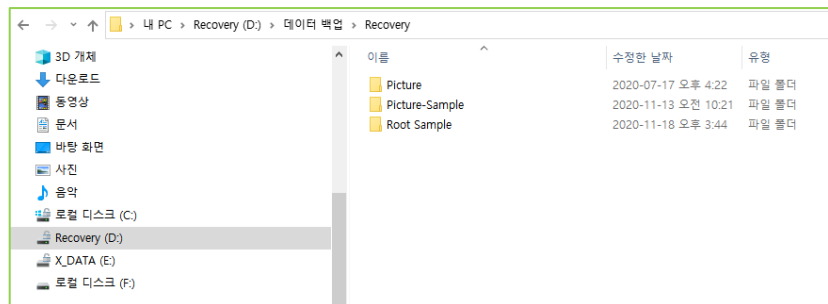 내 PC > Recovery (D:) > 데이터 백업 > Recovery
3D 개체
다운로드
동영상
문서
바탕 화면
사진
음악
로컬 디스크 (C:)
Recovery (D:)
X_DATA (E:)
로컬 디스크 (F:)
이름 수정한 날짜 유형
Picture 2020-07-17 오후 4:22 파일 폴더
Picture-Sample 2020-11-13 오전 10:21 파일 폴더
Root Sample 2020-11-18 오후 3:44 파일 폴더